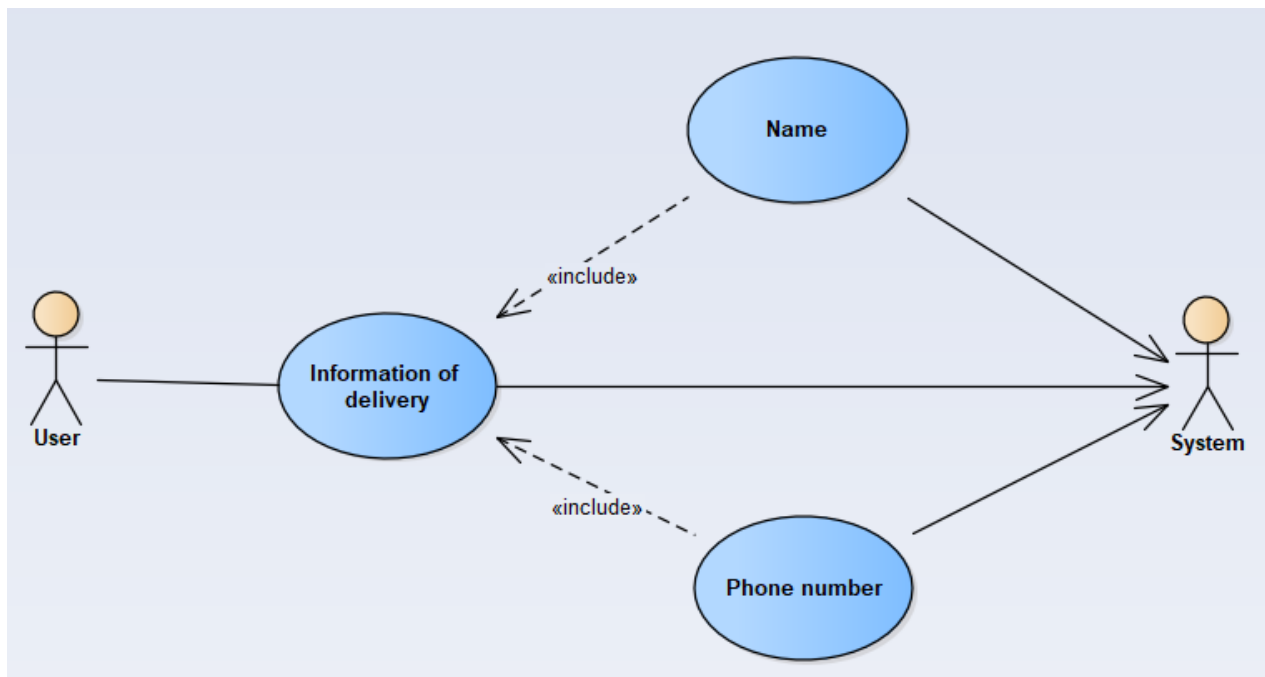 Name
«include»
Information of
delivery
User
System
«include»
Phone number